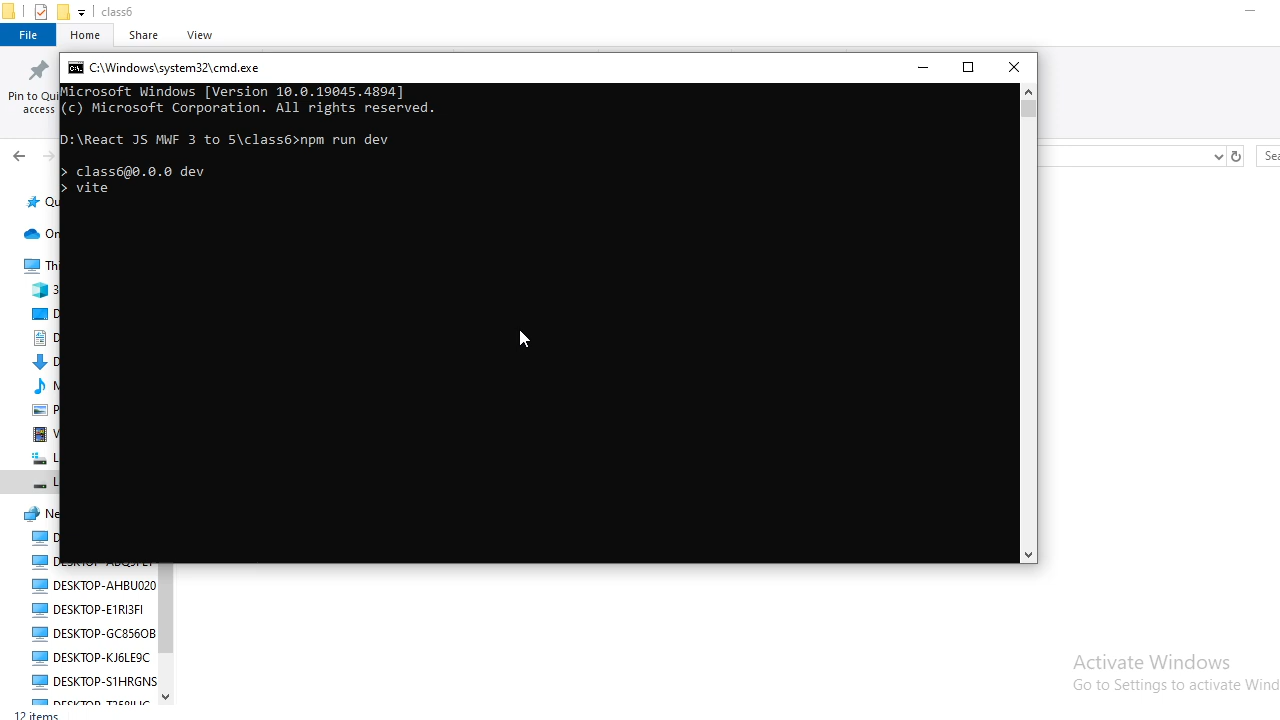 class6
File Home Share View
C:\Windows\system32\cmd.exe
Microsoft Windows [Version 10.0.19045.4894]
(c) Microsoft Corporation. All rights reserved.
Pin to Qui
access
D:\React JS MWF 3 to 5\class6>npm run dev
> class6@0.0.0 dev
> vite
Sea
Qu
On
Thi
3
D
D
D
M
P
V
L
L
Ne
D
DESKTOP-AHBU020
DESKTOP-E1RI3FI
DESKTOP-GC856OB
DESKTOP-KJ6LE9C
DESKTOP-S1HRGNS
12 items
Activate Windows
Go to Settings to activate Wind